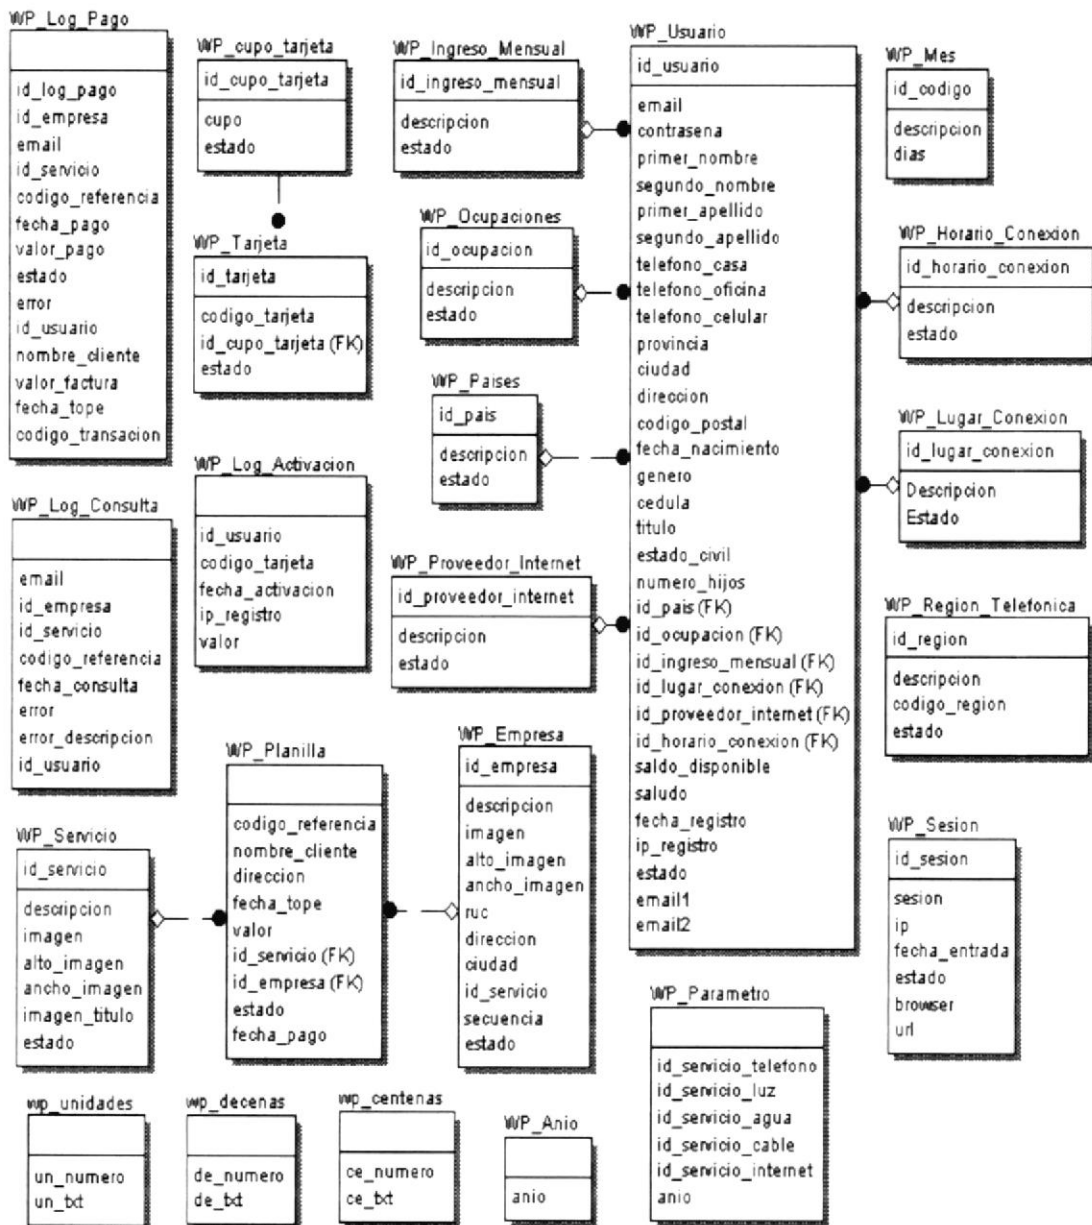 WP_Log_Pago
id_log_pago
id_empresa
email
id_servicio
codigo_referencia
fecha_pago
valor_pago
estado
error
id_usuario
nombre_cliente
valor_factura
fecha_tope
codigo_transacion
WP_cupo_tarjeta
id_cupo_tarjeta
cupo
estado
WP_Tarjeta
id_tarjeta
codigo_tarjeta
id_cupo_tarjeta (FK)
estado
WP_Ingreso_Mensual
id_ingreso_mensual
descripcion
estado
WP_Ocupaciones
id_ocupacion
descripcion
estado
WP_Paises
id_pais
descripcion
estado
WP_Proveedor_Internet
id_proveedor_internet
descripcion
estado
WP_Usuario
id_usuario
email
contrasena
primer_nombre
segundo_nombre
primer_apellido
segundo_apellido
telefono_casa
telefono_oficina
telefono_celular
provincia
ciudad
direccion
codigo_postal
fecha_nacimiento
genero
cedula
titulo
estado_civil
numero_hijos
id_pais (FK)
id_ocupacion (FK)
id_ingreso_mensual (FK)
id_lugar_conexion (FK)
id_proveedor_internet (FK)
id_horario_conexion (FK)
saldo_disponible
saludo
fecha_registro
ip_registro
estado
email1
email2
WP_Mes
id_codigo
descripcion
dias
WP_Horario_Conexion
id_horario_conexion
descripcion
estado
WP_Lugar_Conexion
id_lugar_conexion
Descripcion
Estado
WP_Region_Telefonica
id_region
descripcion
codigo_region
estado
WP_Log_Activacion
id_usuario
codigo_tarjeta
fecha_activacion
ip_registro
valor
WP_Log_Consulta
email
id_empresa
id_servicio
codigo_referencia
fecha_consulta
error
error_descripcion
id_usuario
WP_Servicio
id_servicio
descripcion
imagen
alto_imagen
ancho_imagen
imagen_titulo
estado
WP_Planilla
codigo_referencia
nombre_cliente
direccion
fecha_tope
valor
id_servicio (FK)
id_empresa (FK)
estado
fecha_pago
WP_Empresa
id_empresa
descripcion
imagen
alto_imagen
ancho_imagen
ruc
direccion
ciudad
id_servicio
secuencia
estado
WP_Sesion
id_sesion
sesion
ip
fecha_entrada
estado
browser
url
WP_Parametro
id_servicio_telefono
id_servicio_luz
id_servicio_agua
id_servicio_cable
id_servicio_internet
anio
wp_unidades
un_numero
un_txt
wp_decenas
de_numero
de_txt
wp_centenas
ce_numero
ce_txt
WP_Anio
anio